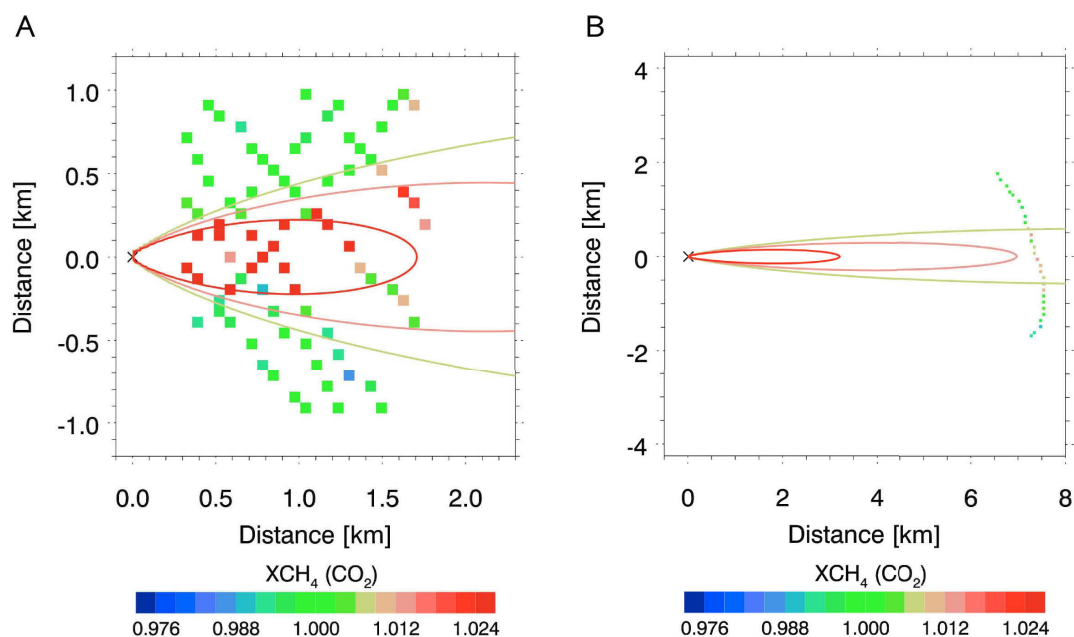 A
1.0
0.5
0.0
-0.5
-1.0
Distance [km]
0.0 0.5 1.0 1.5 2.0
Distance [km]
XCH₄ (CO₂)
0.976 0.988 1.000 1.012 1.024
B
4
2
0
-2
-4
Distance [km]
0 2 4 6 8
Distance [km]
XCH₄ (CO₂)
0.976 0.988 1.000 1.012 1.024